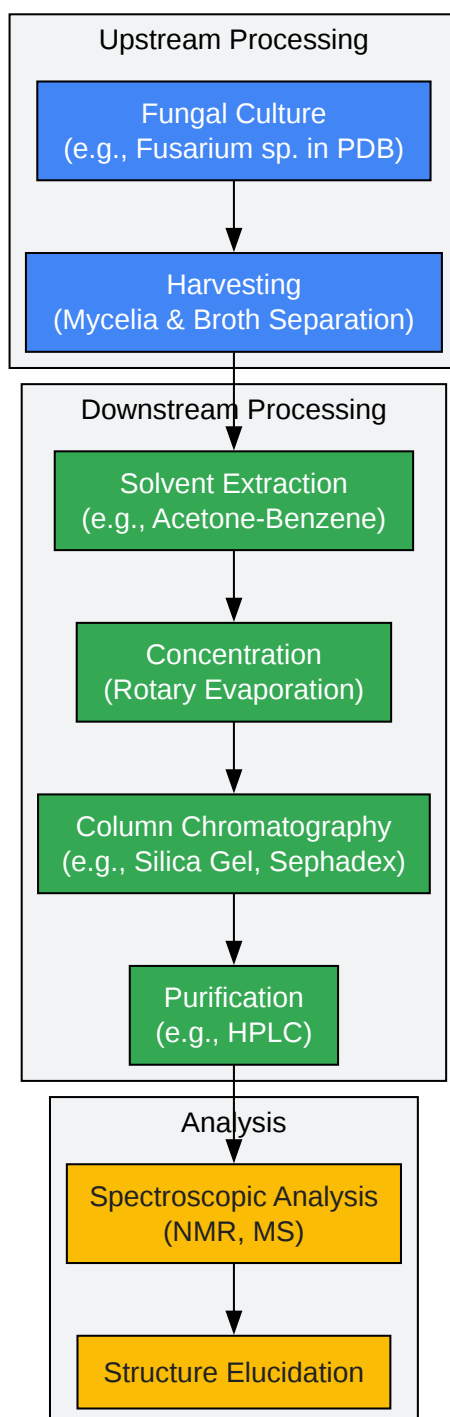 Upstream Processing
Fungal Culture
(e.g., Fusarium sp. in PDB)
Harvesting
(Mycelia & Broth Separation)
Downstream Processing
Solvent Extraction
(e.g., Acetone-Benzene)
Concentration
(Rotary Evaporation)
Column Chromatography
(e.g., Silica Gel, Sephadex)
Purification
(e.g., HPLC)
Analysis
Spectroscopic Analysis
(NMR, MS)
Structure Elucidation